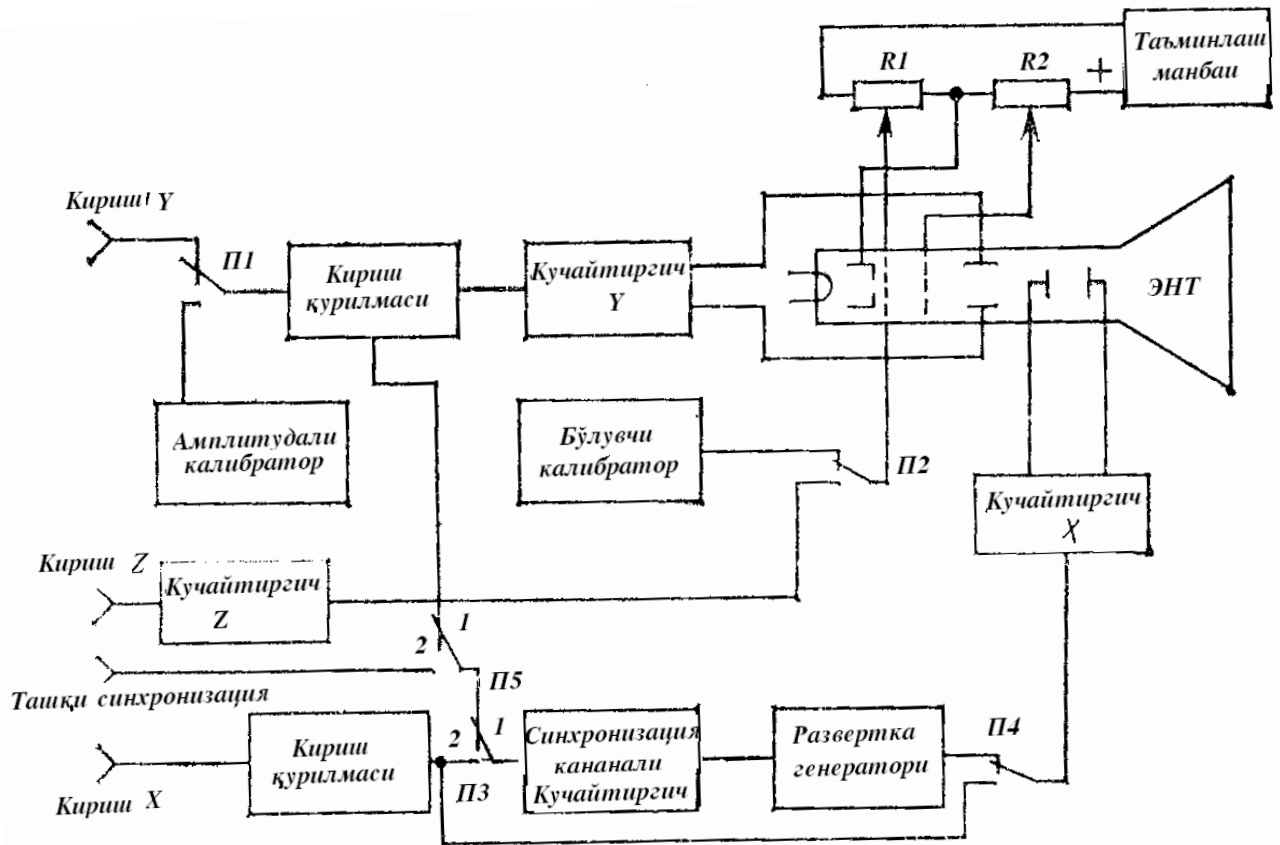 Таъминлаш
манбаи
R1
R2
+
Кириш Y
П1
Кириш
қурилмаси
Кучайтиргич
Y
ЭНТ
Амплитудали
калибратор
Бўлувчи
калибратор
П2
Кучайтиргич
X
Кириш Z
Кучайтиргич
Z
1
2
Ташқи синхронизация
П5
Кириш
қурилмаси
2
1
П3
Синхронизация
кананали
Кучайтиргич
Развертка
генератори
П4
Кириш X